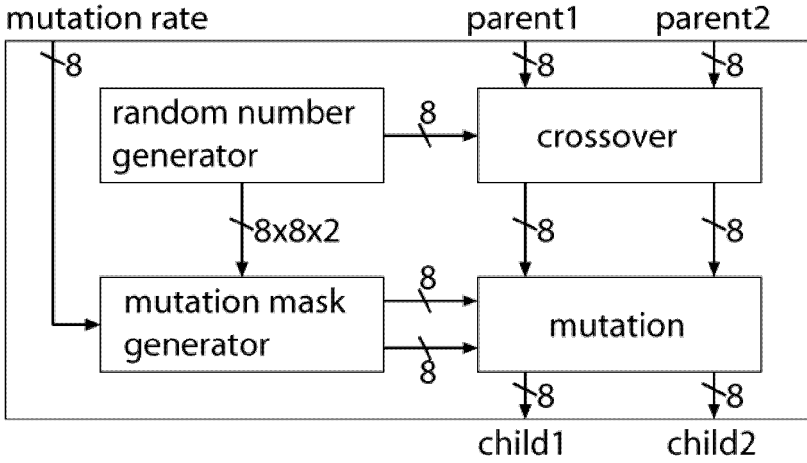 mutation rate
parent1
parent2
8
8
8
random number
generator
8
crossover
8x8x2
8
8
mutation mask
generator
8
8
mutation
8
8
child1
child2